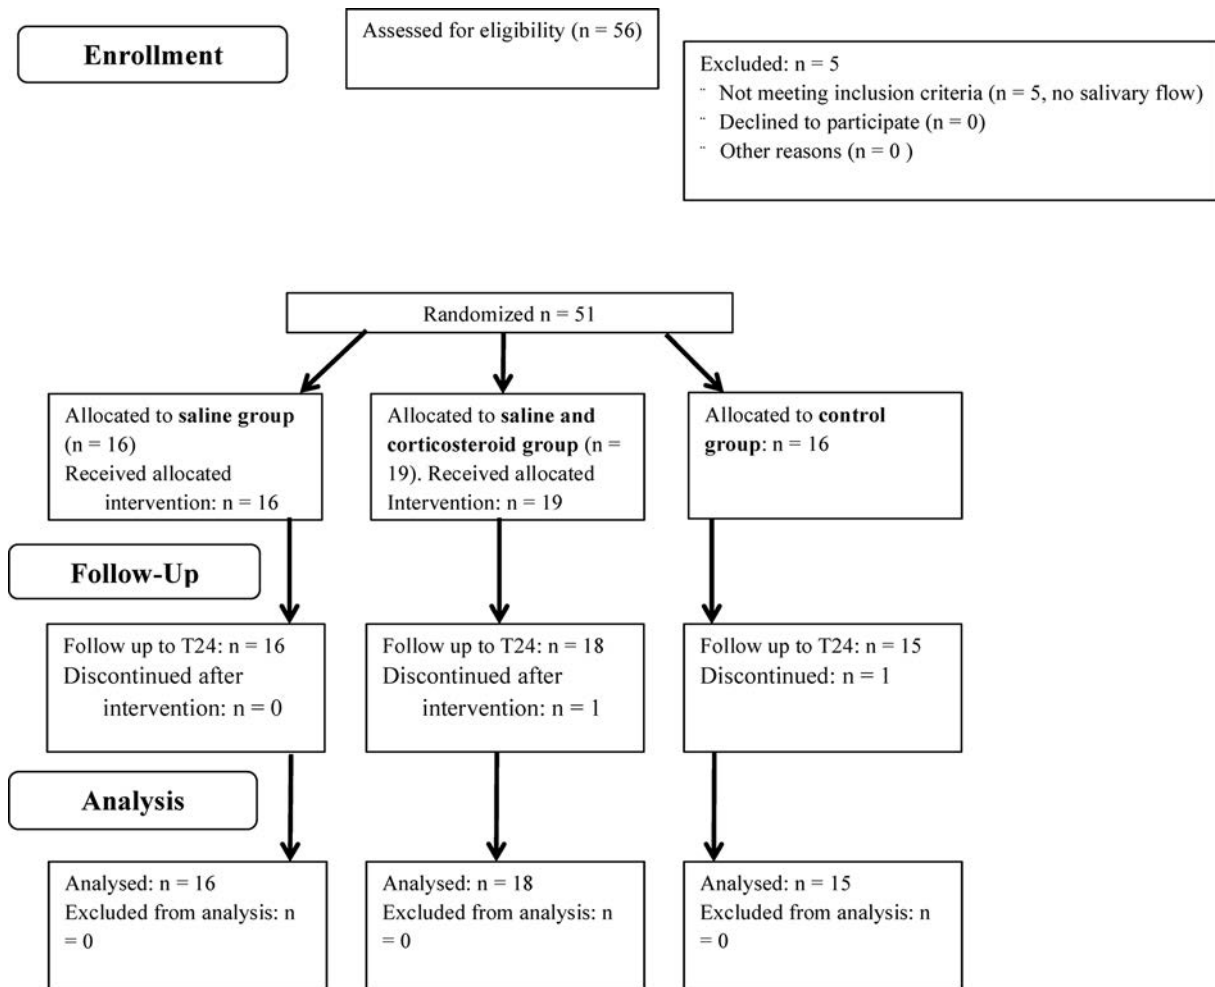 Enrollment
Assessed for eligibility (n = 56)
Excluded: n = 5
¨ Not meeting inclusion criteria (n = 5, no salivary flow)
¨ Declined to participate (n = 0)
¨ Other reasons (n = 0 )
Randomized n = 51
Allocated to saline group
(n = 16)
Received allocated
intervention: n = 16
Allocated to saline and
corticosteroid group (n =
19). Received allocated
Intervention: n = 19
Allocated to control
group: n = 16
Follow-Up
Follow up to T24: n = 16
Discontinued after
intervention: n = 0
Follow up to T24: n = 18
Discontinued after
intervention: n = 1
Follow up to T24: n = 15
Discontinued: n = 1
Analysis
Analysed: n = 16
Excluded from analysis: n
= 0
Analysed: n = 18
Excluded from analysis: n
= 0
Analysed: n = 15
Excluded from analysis: n
= 0